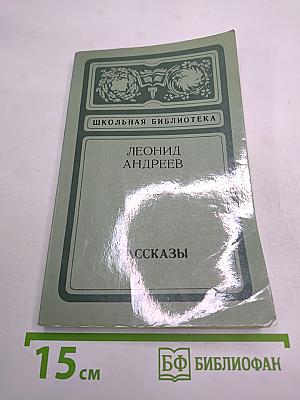 ШКОЛЬНАЯ БИБЛИОТЕКА
ЛЕОНИД
АНДРЕЕВ
АССКАЗЫ
15 см
БФ БИБЛИОФАН